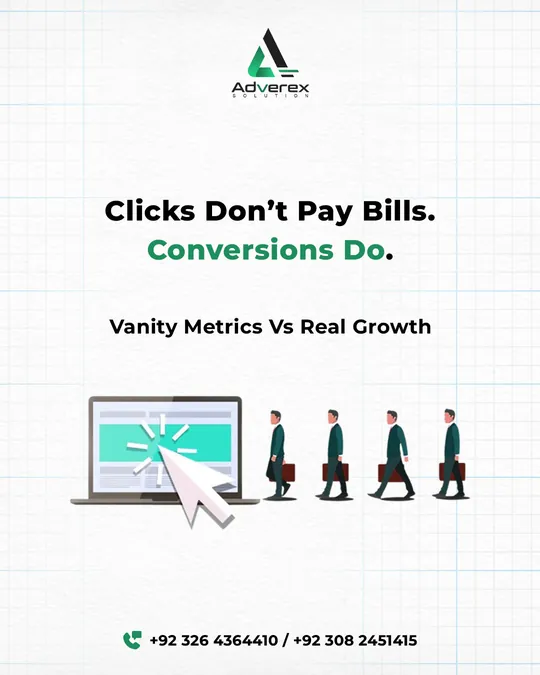 Adverex
SOLUTION
Clicks Don’t Pay Bills.
Conversions Do.
Vanity Metrics Vs Real Growth
+92 326 4364410 / +92 308 2451415